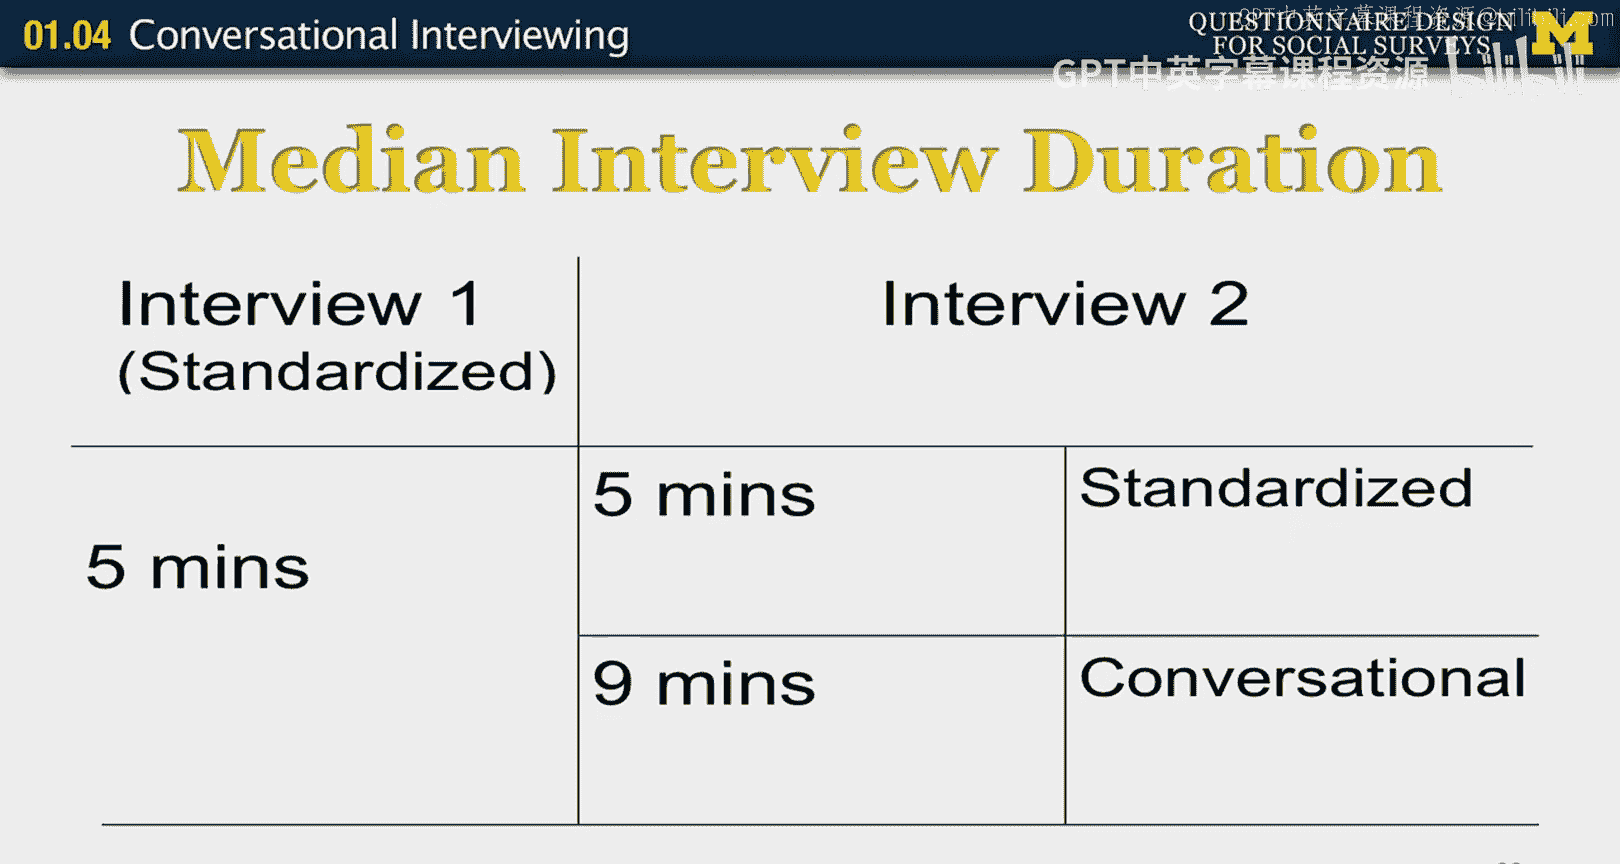 01.04 Conversational Interviewing
QUESTIONNAIRE DESIGN
FOR SOCIAL SURVEYS
M
GPT中英字幕课程资源 bilibili
Median Interview Duration
Interview 1
(Standardized)
Interview 2
5 mins
5 mins
Standardized
9 mins
Conversational